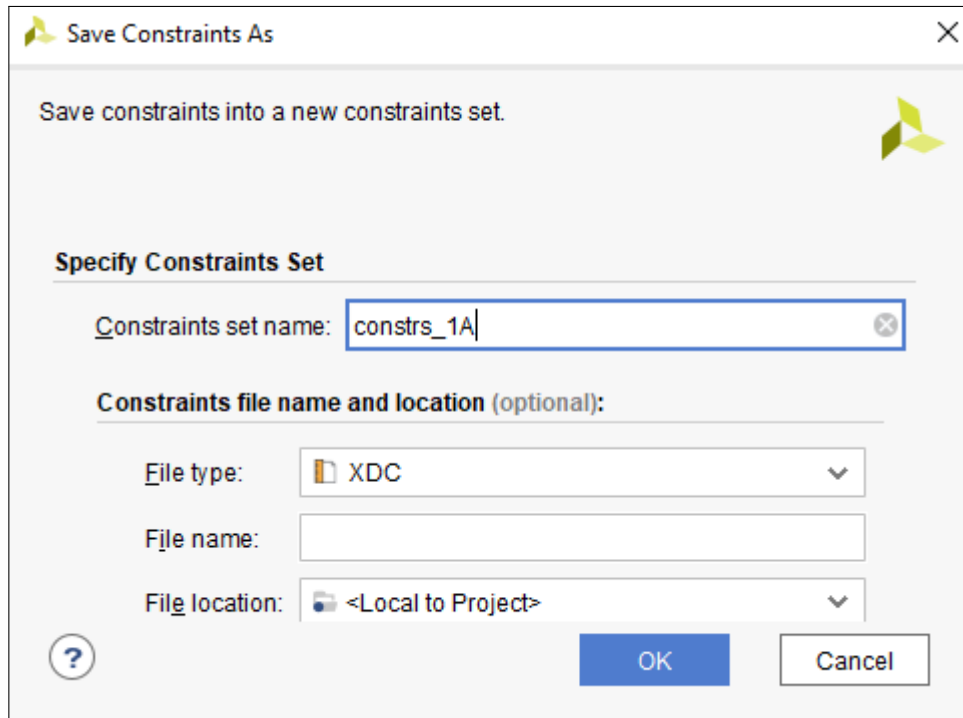 Save Constraints As
Save constraints into a new constraints set.
Specify Constraints Set
Constraints set name: constrs_1A
Constraints file name and location (optional):
File type: XDC
File name:
File location: <Local to Project>
? OK Cancel